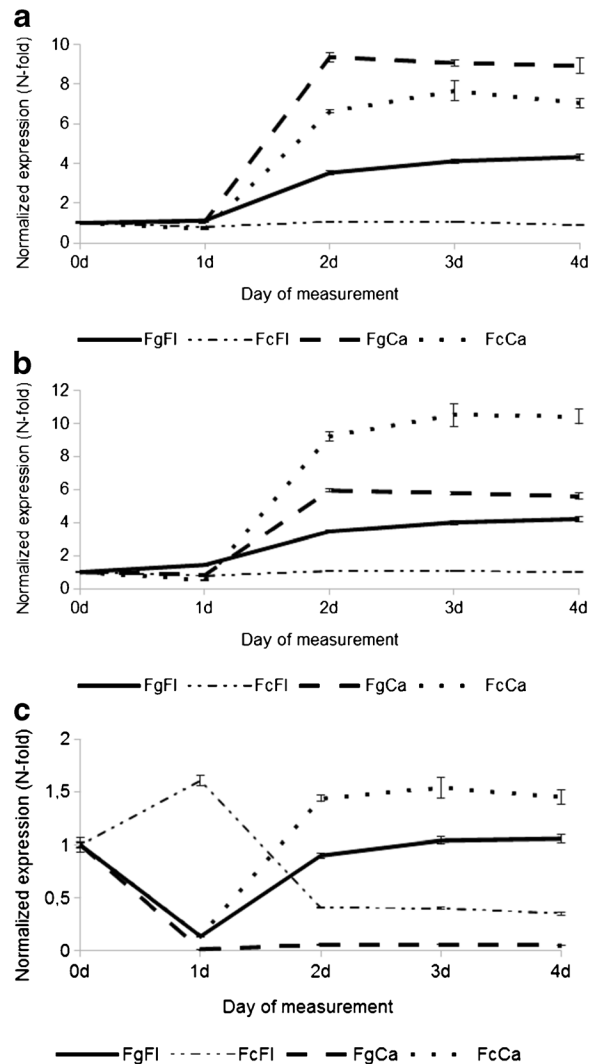 a
Normalized expression (N-fold)
10
8
6
4
2
0
0d 1d 2d 3d 4d
Day of measurement
FgFl FcFl FgCa FcCa
b
Normalized expression (N-fold)
12
10
8
6
4
2
0
0d 1d 2d 3d 4d
Day of measurement
FgFl FcFl FgCa FcCa
c
Normalized expression (N-fold)
2
1.5
1
0.5
0
0d 1d 2d 3d 4d
Day of measurement
FgFl FcFl FgCa FcCa